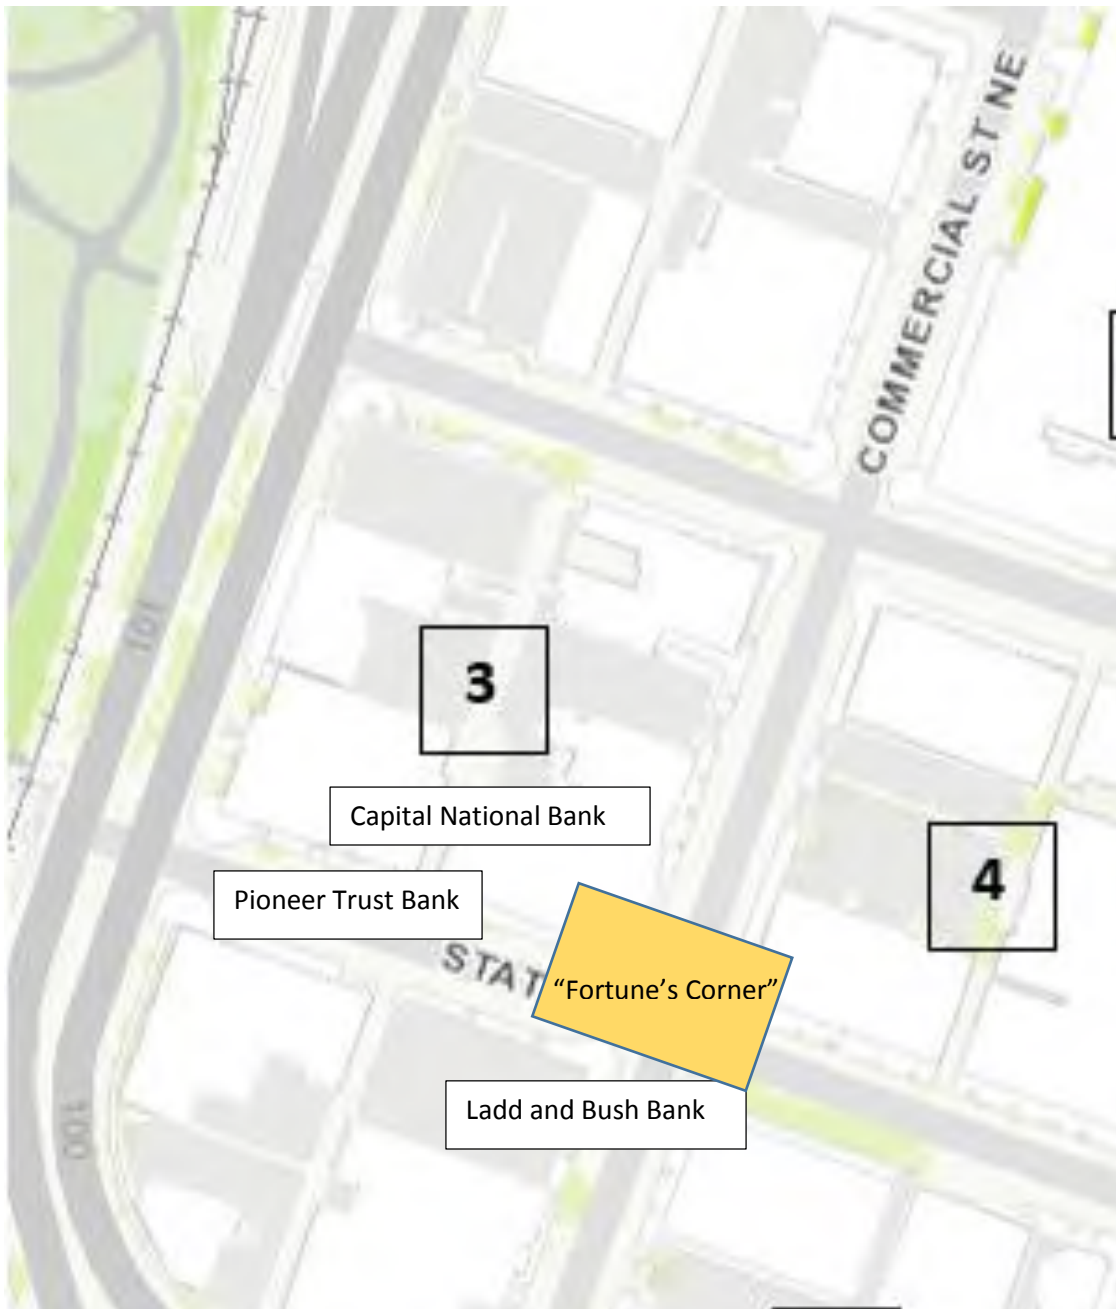 COMMERCIAL ST NE
101
3
Capital National Bank
4
Pioneer Trust Bank
STAT
“Fortune’s Corner”
Ladd and Bush Bank
100